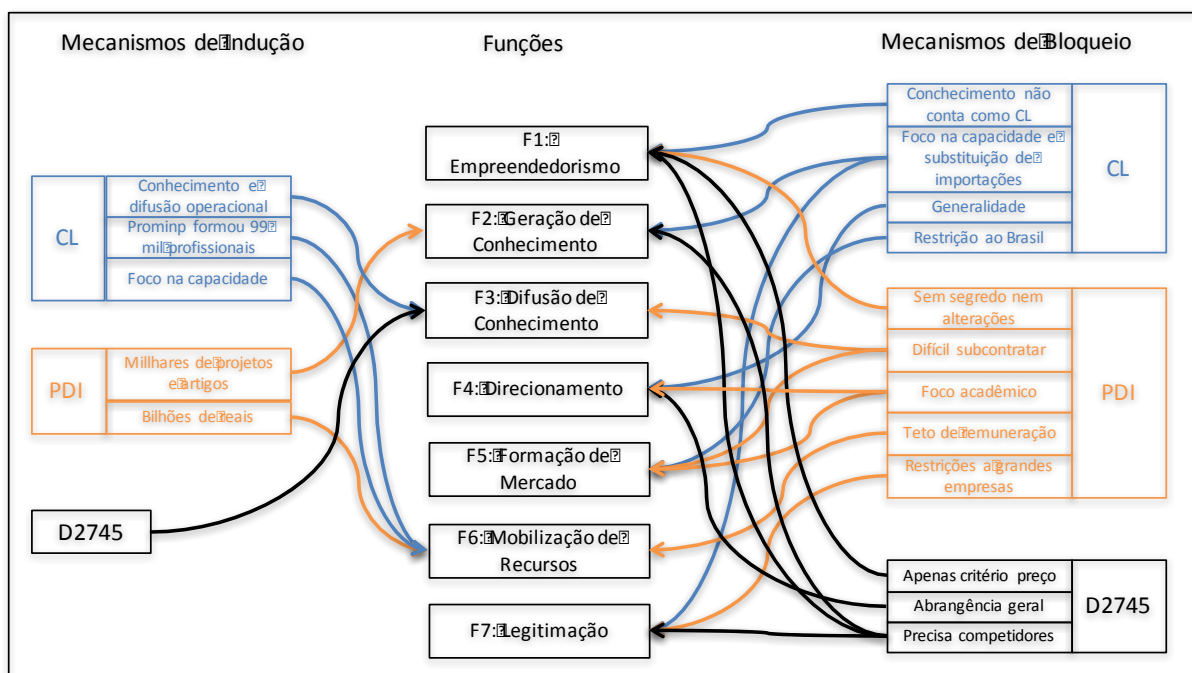 Mecanismos de Indução
Funções
Mecanismos de Bloqueio
CL
Conhecimento e
difusão operacional
Prominp formou 99
mil profissionais
Foco na capacidade
PDI
Millhares de projetos
e artigos
Bilhões de reais
D2745
F1:
Empreendedorismo
F2: Geração de
Conhecimento
F3: Difusão de
Conhecimento
F4: Direcionamento
F5: Formação de
Mercado
F6: Mobilização de
Recursos
F7: Legitimação
Conchecimento não
conta como CL
Foco na capacidade e
substituição de
importações
Generalidade
Restrição ao Brasil
CL
Sem segredo nem
alterações
Difícil subcontratar
Foco acadêmico
Teto de remuneração
Restrições a grandes
empresas
PDI
Apenas critério preço
Abrangência geral
Precisa competidores
D2745